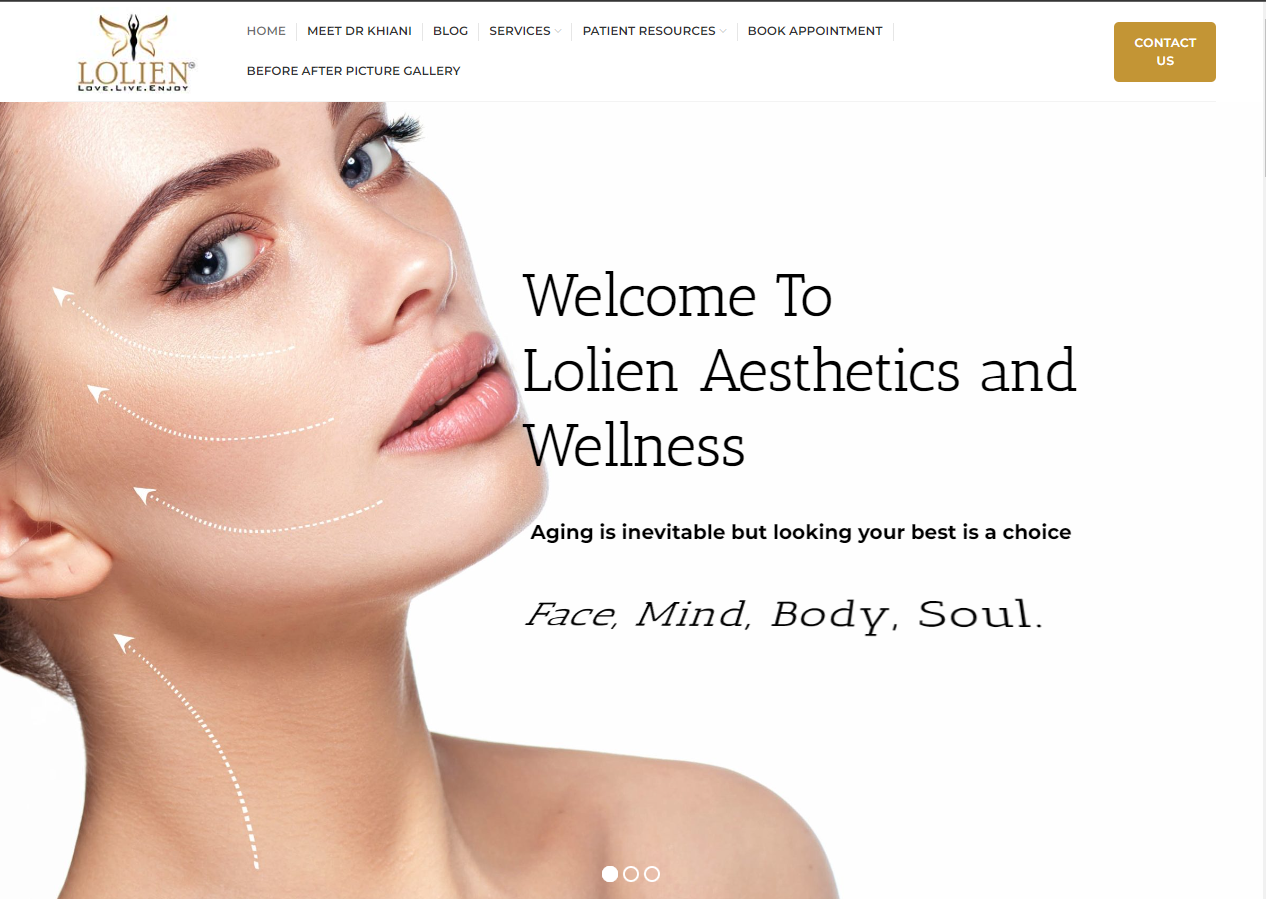 LOLIEN
LOVE.LIVE.ENJOY
HOME
MEET DR KHIANI
BLOG
SERVICES
PATIENT RESOURCES
BOOK APPOINTMENT
BEFORE AFTER PICTURE GALLERY
CONTACT
US
Welcome To
Lolien Aesthetics and
Wellness
Aging is inevitable but looking your best is a choice
Face, Mind, Body, Soul.